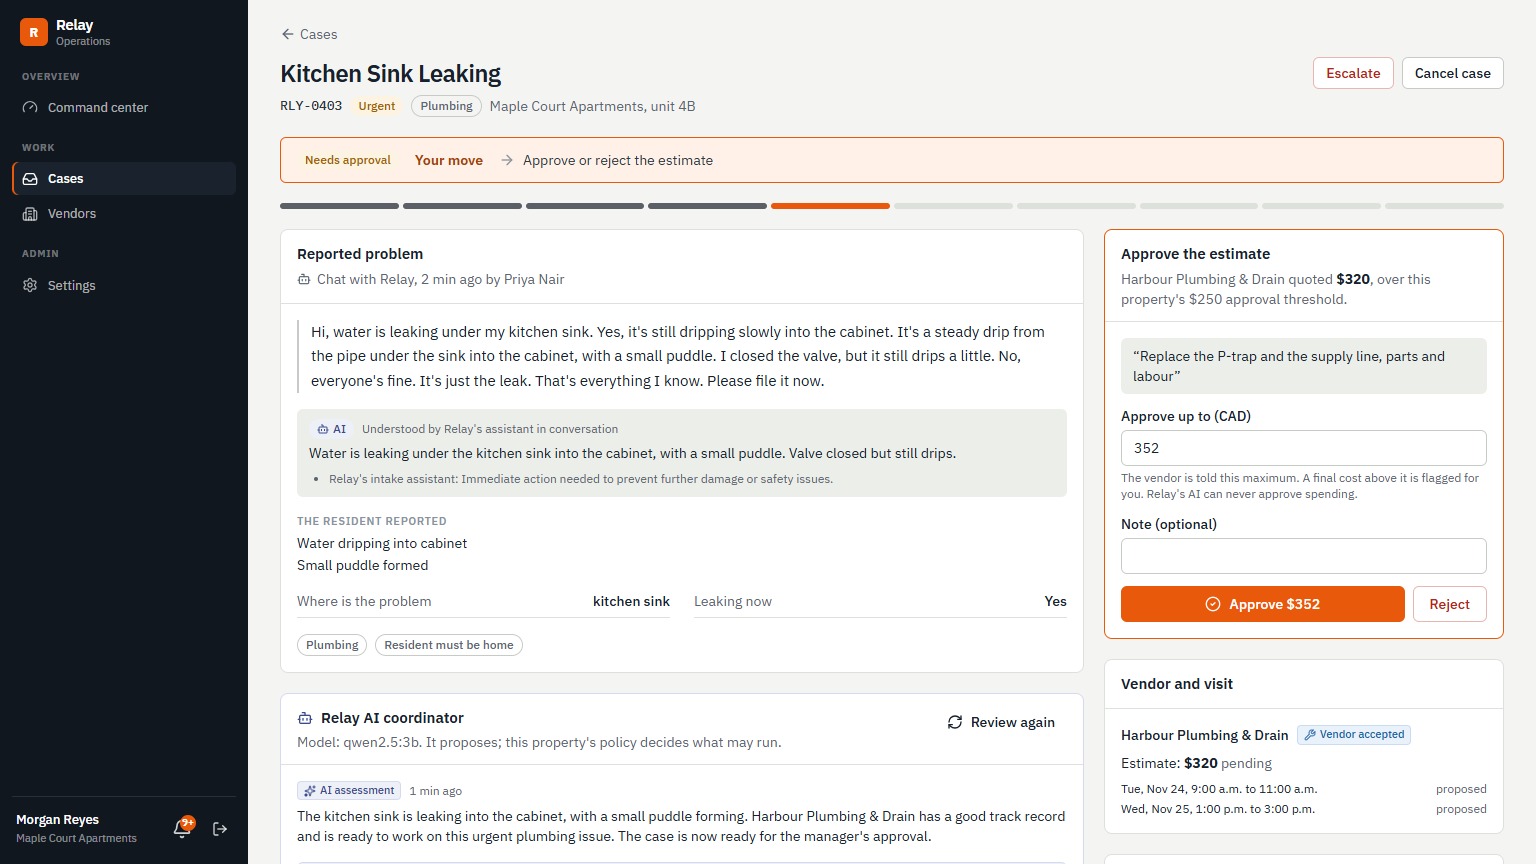 R
Relay
Operations
OVERVIEW
Command center
WORK
Cases
Vendors
ADMIN
Settings
Morgan Reyes
Maple Court Apartments
9+
Cases
Kitchen Sink Leaking
Escalate
Cancel case
RLY-0403 Urgent Plumbing Maple Court Apartments, unit 4B
Needs approval Your move → Approve or reject the estimate
Reported problem
Chat with Relay, 2 min ago by Priya Nair
Hi, water is leaking under my kitchen sink. Yes, it's still dripping slowly into the cabinet. It's a steady drip from
the pipe under the sink into the cabinet, with a small puddle. I closed the valve, but it still drips a little. No,
everyone's fine. It's just the leak. That's everything I know. Please file it now.
AI Understood by Relay's assistant in conversation
Water is leaking under the kitchen sink into the cabinet, with a small puddle. Valve closed but still drips.
• Relay's intake assistant: Immediate action needed to prevent further damage or safety issues.
THE RESIDENT REPORTED
Water dripping into cabinet
Small puddle formed
Where is the problem kitchen sink
Leaking now Yes
Plumbing Resident must be home
Relay AI coordinator
Review again
Model: qwen2.5:3b. It proposes; this property's policy decides what may run.
AI assessment 1 min ago
The kitchen sink is leaking into the cabinet, with a small puddle forming. Harbour Plumbing & Drain has a good track record
and is ready to work on this urgent plumbing issue. The case is now ready for the manager's approval.
Approve the estimate
Harbour Plumbing & Drain quoted $320, over this
property's $250 approval threshold.
“Replace the P-trap and the supply line, parts and
labour”
Approve up to (CAD)
352
The vendor is told this maximum. A final cost above it is flagged for
you. Relay's AI can never approve spending.
Note (optional)
Approve $352
Reject
Vendor and visit
Harbour Plumbing & Drain Vendor accepted
Estimate: $320 pending
Tue, Nov 24, 9:00 a.m. to 11:00 a.m. proposed
Wed, Nov 25, 1:00 p.m. to 3:00 p.m. proposed